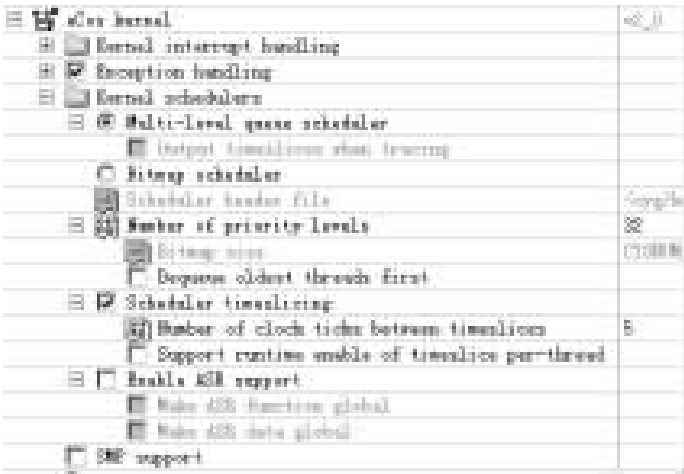 eCos kernel v2_0
Kernel interrupt handling
Exception handling
Kernel schedulers
Multi-level queue scheduler
Output timeslices when tracing
Bitmap scheduler
Scheduler header file
Number of priority levels 32
Bitmap size
Dequeue oldest threads first
Scheduler timeslicing
Number of clock ticks between timeslices 5
Support runtime enable of timeslice per-thread
Enable ASR support
Make ASR function global
Make ASR data global
SMP support